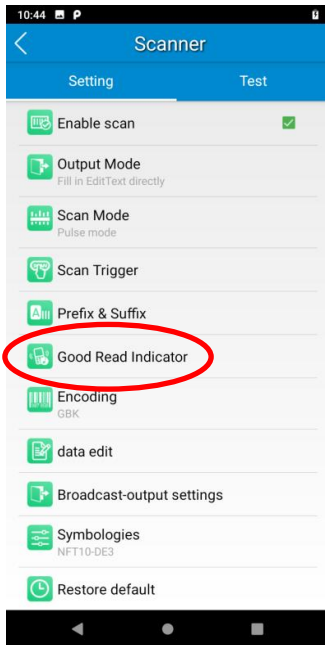 10:44
Scanner
Setting Test
Enable scan
Output Mode
Fill in EditText directly
Scan Mode
Pulse mode
Scan Trigger
Prefix & Suffix
Good Read Indicator
Encoding
GBK
data edit
Broadcast-output settings
Symbologies
NFT10-DE3
Restore default